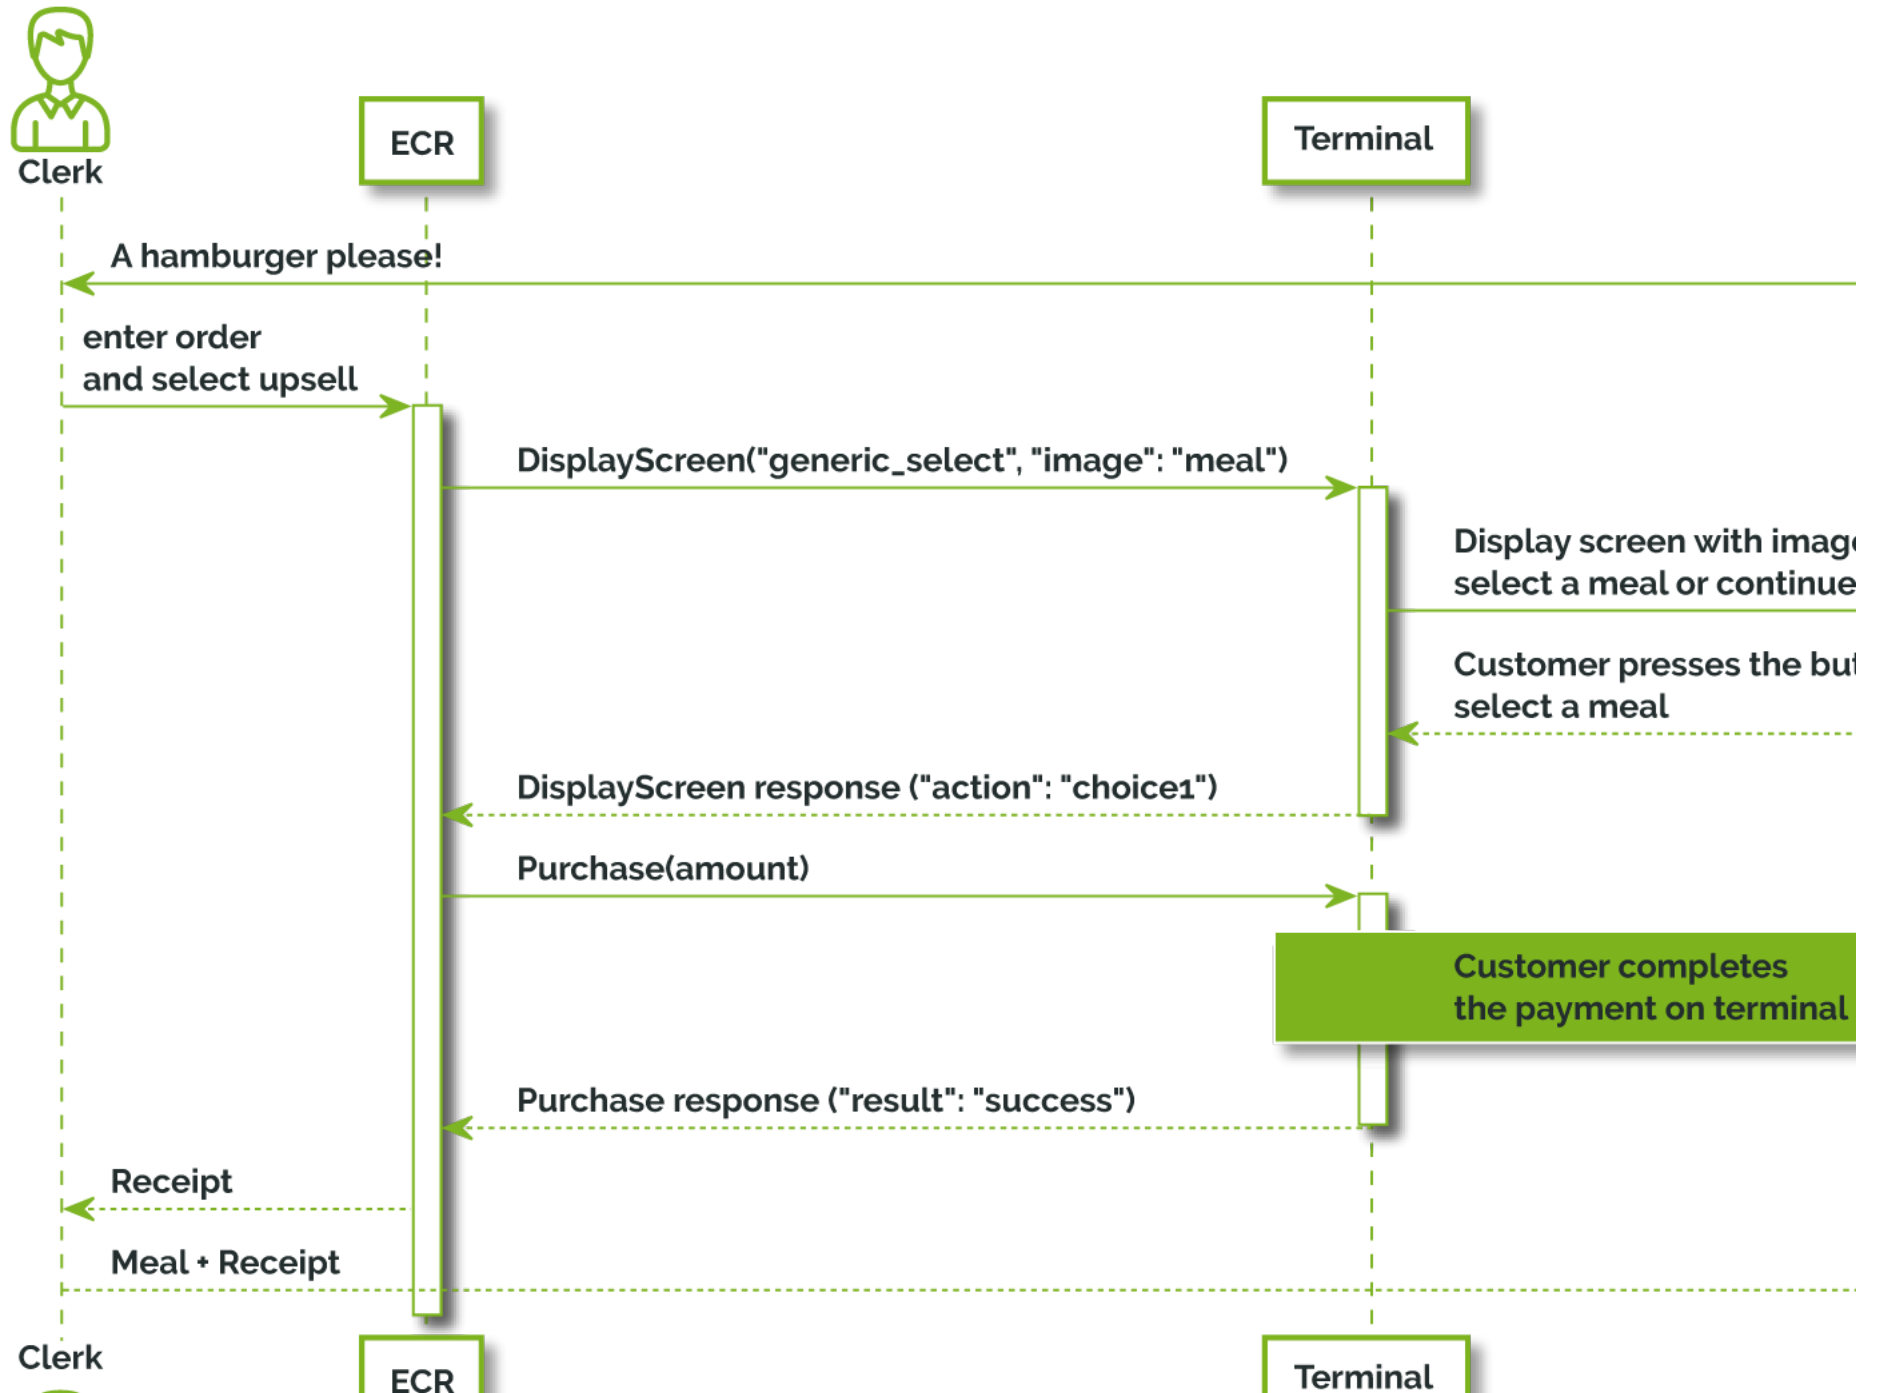 Clerk
ECR
Terminal
A hamburger please!
enter order
and select upsell
DisplayScreen("generic_select", "image": "meal")
Display screen with
select a meal or continue
Customer presses the
select a meal
DisplayScreen response ("action": "choice1")
Purchase(amount)
Customer completes
the payment on terminal
Purchase response ("result": "success")
Receipt
Meal + Receipt
Clerk
ECR
Terminal